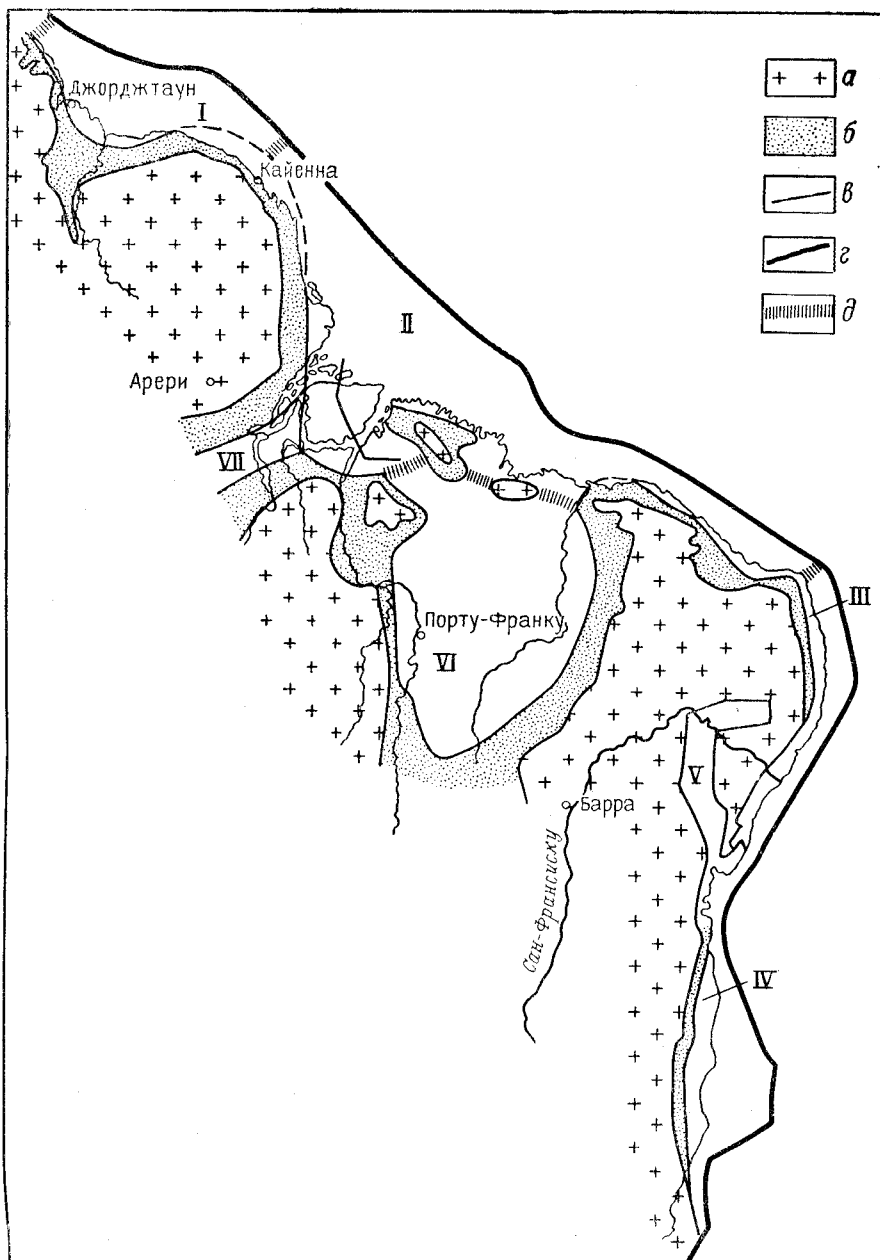 Джорджтаун
I
Кайенна
а
б
в
г
д
II
Арери
VII
III
Порту-Франку
VI
V
Барра
Сан-Франсиску
IV